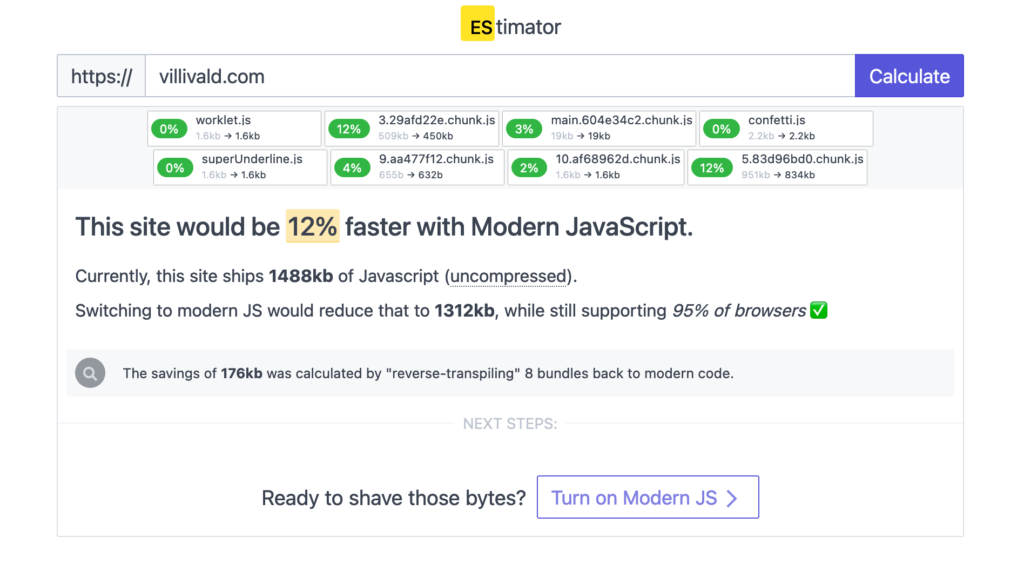 EStimator
https:// villivald.com Calculate
0% worklet.js 1.6kb → 1.6kb
12% 3.29afd22e.chunk.js 509kb → 450kb
3% main.604e34c2.chunk.js 19kb → 19kb
0% confetti.js 2.2kb → 2.2kb
0% superUnderline.js 1.6kb → 1.6kb
4% 9.aa477f12.chunk.js 655b → 632b
2% 10.af68962d.chunk.js 1.6kb → 1.6kb
12% 5.83d96bd0.chunk.js 951kb → 834kb
This site would be 12% faster with Modern JavaScript.
Currently, this site ships 1488kb of Javascript (uncompressed).
Switching to modern JS would reduce that to 1312kb, while still supporting 95% of browsers ✅
The savings of 176kb was calculated by "reverse-transpiling" 8 bundles back to modern code.
NEXT STEPS:
Ready to shave those bytes? Turn on Modern JS >